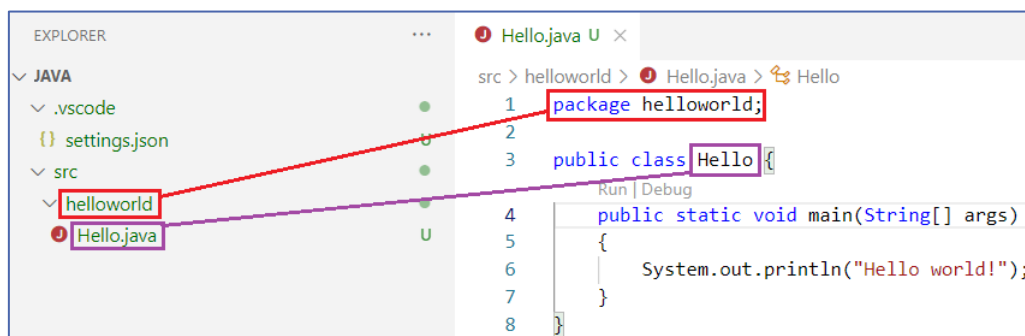 EXPLORER ...
JAVA
.vscode
{} settings.json U
src
helloworld
J Hello.java U
J Hello.java U ×
src > helloworld > J Hello.java > Hello
1 package helloworld;
2
3 public class Hello {
Run | Debug
4 public static void main(String[] args)
5 {
6 System.out.println("Hello world!");
7 }
8 }